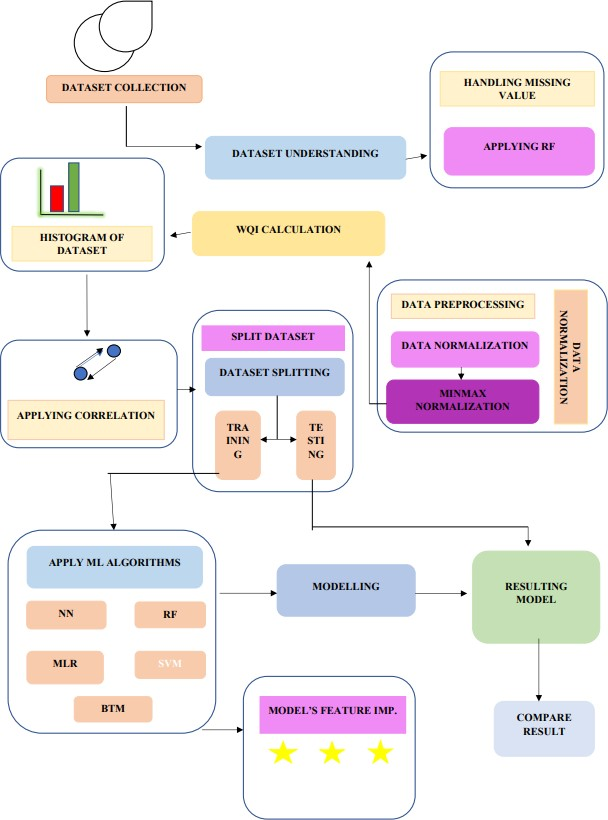 DATASET COLLECTION
HANDLING MISSING
VALUE
APPLYING RF
DATASET UNDERSTANDING
WQI CALCULATION
HISTOGRAM OF
DATASET
DATA PREPROCESSING
DATA NORMALIZATION
MINMAX
NORMALIZATION
DATA
NORMALIZATION
SPLIT DATASET
DATASET SPLITTING
TRA
ININ
G
TE
STI
NG
APPLYING CORRELATION
APPLY ML ALGORITHMS
NN
RF
MLR
SVM
BTM
MODELLING
RESULTING
MODEL
MODEL'S FEATURE IMP.
COMPARE
RESULT